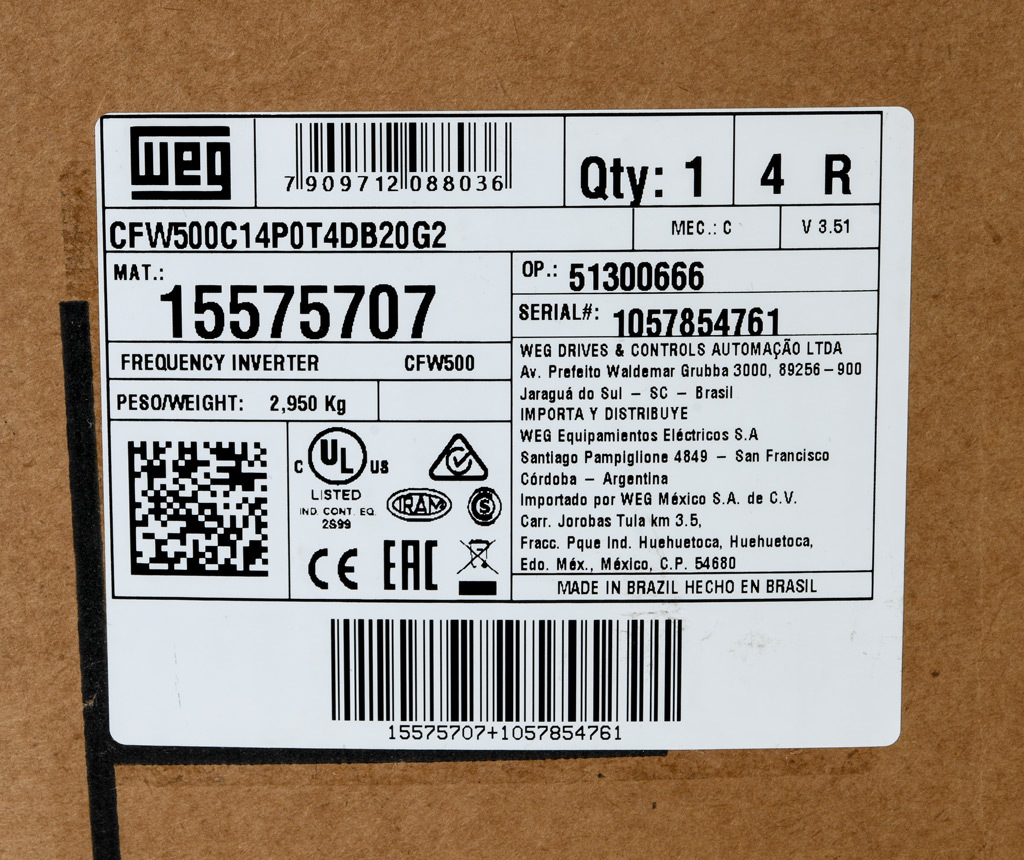 weg
7 909712 088036
Qty: 1
4 R
CFW500C14P0T4DB20G2
MEC.: C
V 3.51
MAT.:
15575707
OP.: 51300666
SERIAL#: 1057854761
FREQUENCY INVERTER CFW500
PESO/WEIGHT: 2,950 Kg
WEG DRIVES & CONTROLS AUTOMAÇÃO LTDA
Av. Prefeito Waldemar Grubba 3000, 89256-900
Jaraguá do Sul - SC - Brasil
IMPORTA Y DISTRIBUYE
WEG Equipamientos Eléctricos S.A
Santiago Pampiglione 4849 - San Francisco
Córdoba - Argentina
Importado por WEG México S.A. de C.V.
Carr. Jorobas Tula km 3.5,
Fracc. Pque Ind. Huehuetoca, Huehuetoca,
Edo. Méx., México, C.P. 54680
MADE IN BRAZIL HECHO EN BRASIL
C UL US
LISTED
IND. CONT. EQ.
2S99
IRAM
S
CE EAC
15575707+1057854761